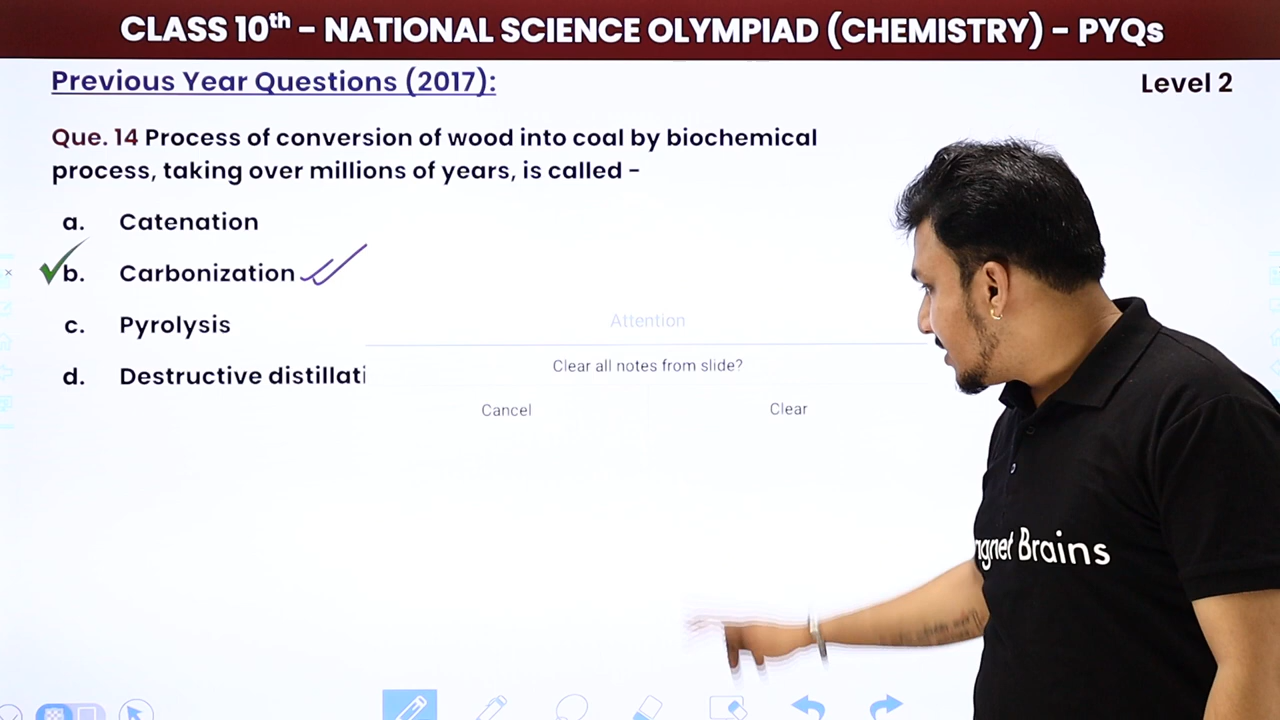 CLASS 10th - NATIONAL SCIENCE OLYMPIAD (CHEMISTRY) - PYQs
Previous Year Questions (2017):
Level 2
Que. 14 Process of conversion of wood into coal by biochemical
process, taking over millions of years, is called -
a. Catenation
b. Carbonization
c. Pyrolysis
d. Destructive distillati
Attention
Clear all notes from slide?
Cancel Clear
Brains